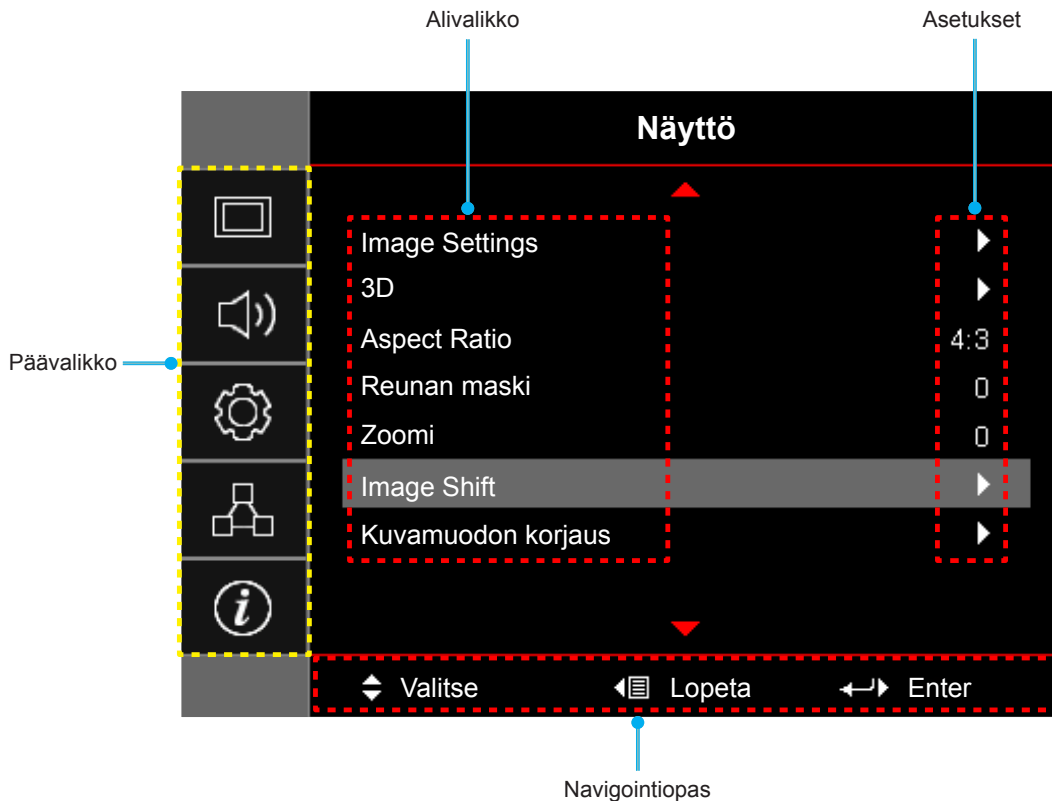 Alivalikko
Asetukset
Näyttö
Image Settings
3D
Aspect Ratio 4:3
Päävalikko
Reunan maski 0
Zoomi 0
Image Shift
Kuvamuodon korjaus
Valitse Lopeta Enter
Navigointiopas